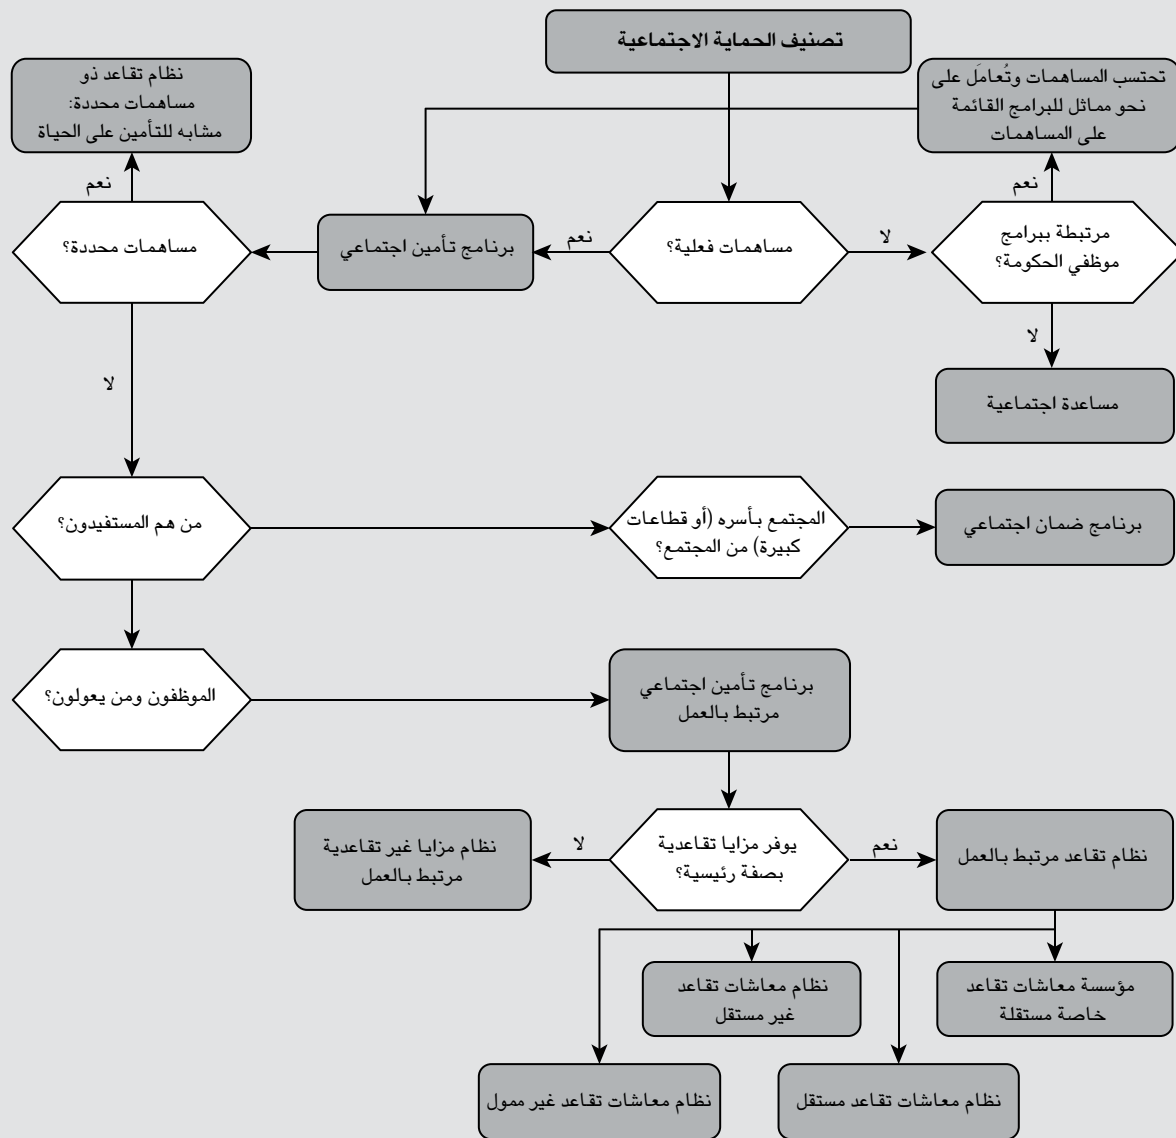 تصنيف الحماية الاجتماعية
تحتسب المساهمات وتُعامَل على
نحو مماثل للبرامج القائمة
على المساهمات
نظام تقاعد ذو
مساهمات محددة:
مشابه للتأمين على الحياة
نعم
نعم
مرتبطة ببرامج
موظفي الحكومة؟
لا
مساهمات فعلية؟
نعم
برنامج تأمين اجتماعي
مساهمات محددة؟
لا
لا
مساعدة اجتماعية
برنامج ضمان اجتماعي
المجتمع بأسره (أو قطاعات
كبيرة) من المجتمع؟
من هم المستفيدون؟
برنامج تأمين اجتماعي
مرتبط بالعمل
الموظفون ومن يعولون؟
نظام تقاعد مرتبط بالعمل
نعم
يوفر مزايا تقاعدية
بصفة رئيسية؟
لا
نظام مزايا غير تقاعدية
مرتبط بالعمل
مؤسسة معاشات تقاعد
خاصة مستقلة
نظام معاشات تقاعد
غير مستقل
نظام معاشات تقاعد مستقل
نظام معاشات تقاعد غير ممول